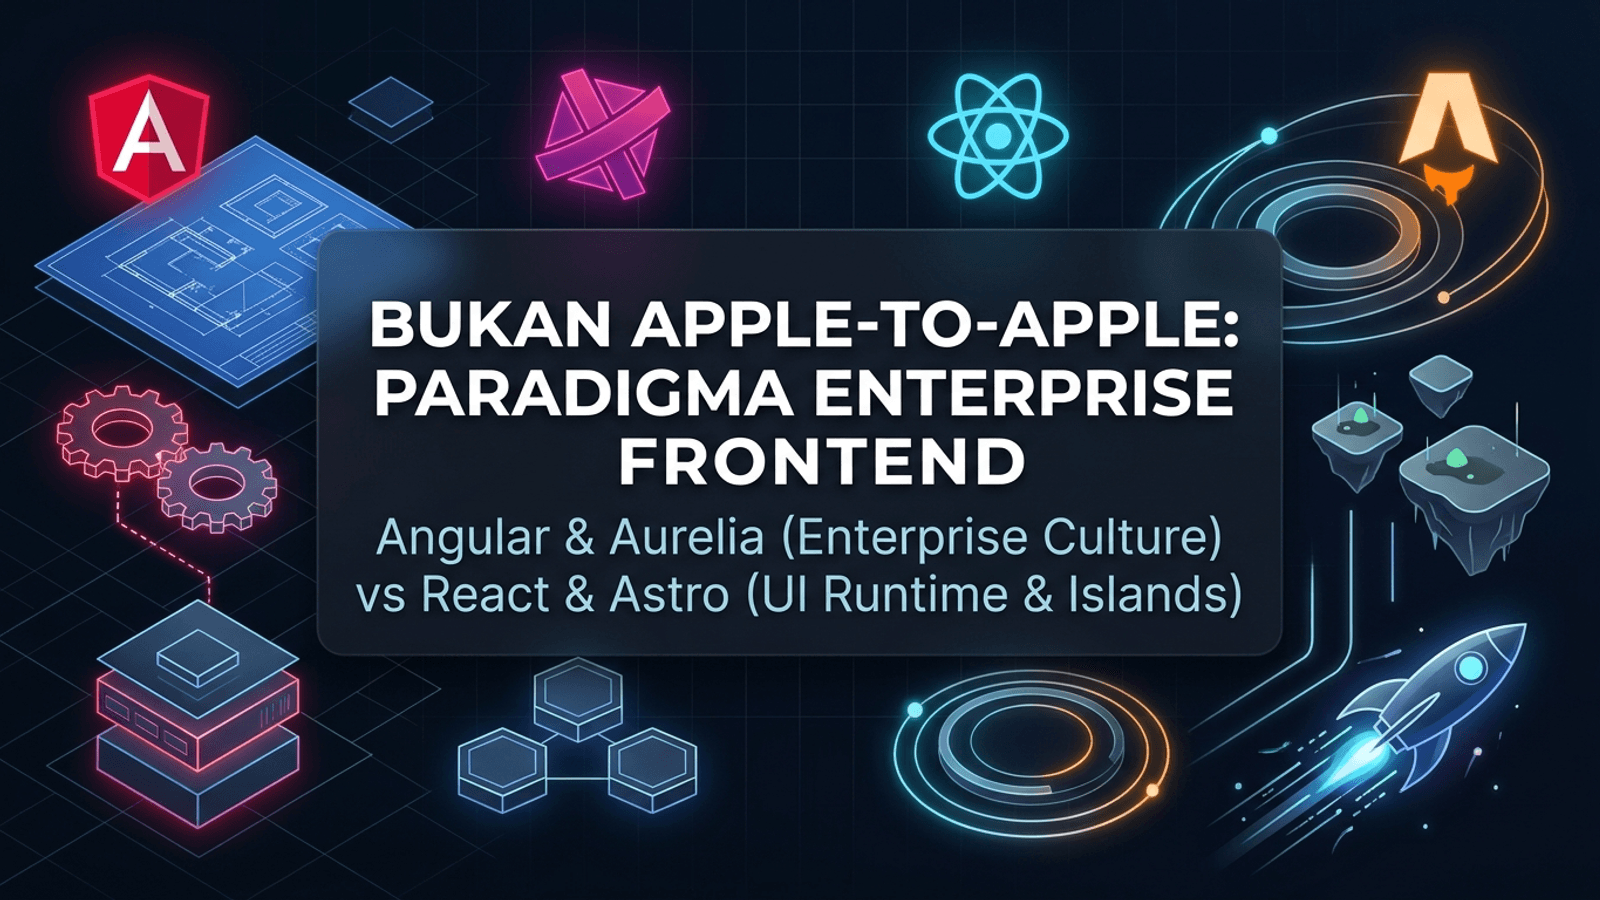 BUKAN APPLE-TO-APPLE:
PARADIGMA ENTERPRISE
FRONTEND
Angular & Aurelia (Enterprise Culture)
vs React & Astro (UI Runtime & Islands)